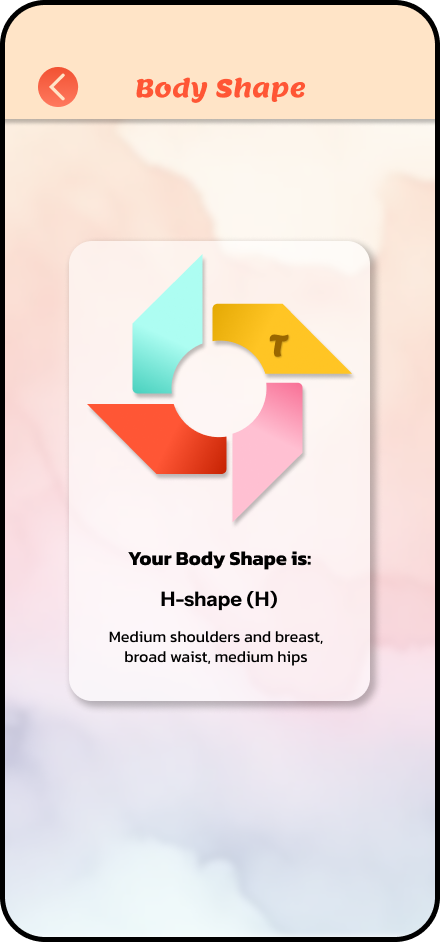 Body Shape
T
Your Body Shape is:
H-shape (H)
Medium shoulders and breast,
broad waist, medium hips